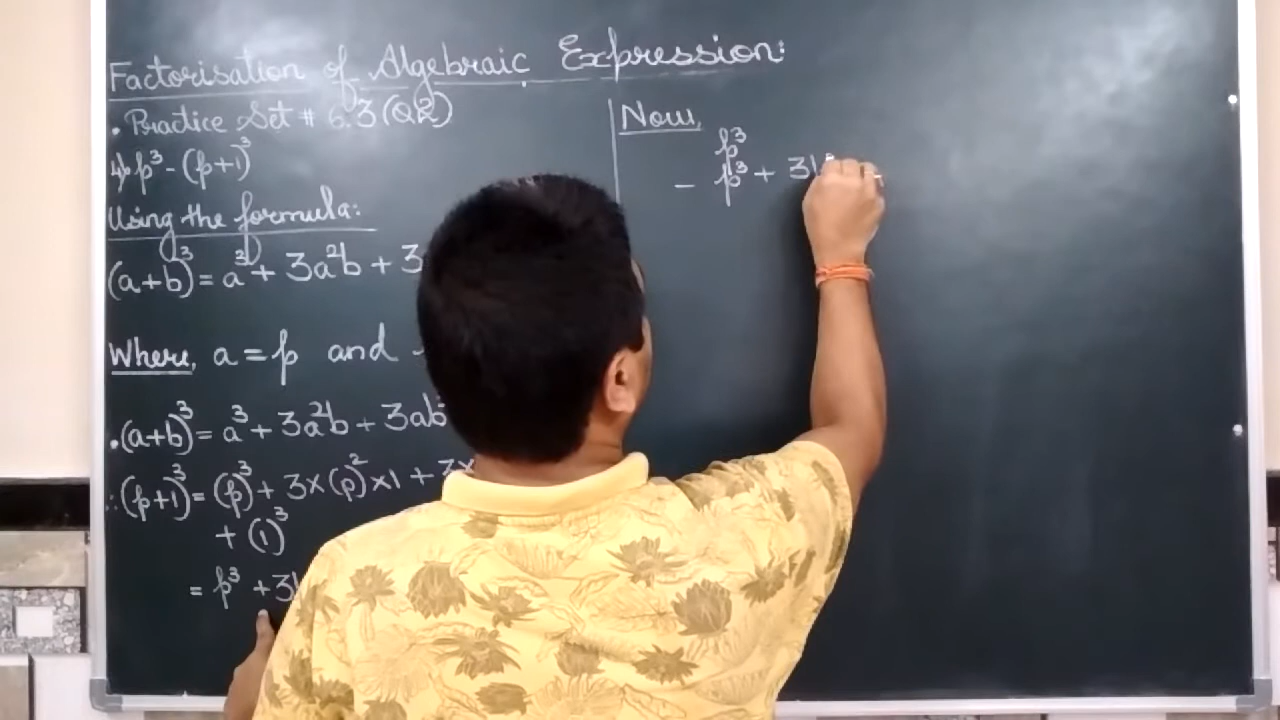 Factorisation of Algebraic Expression:
. Practice Set # 6.3 (Q2)
4) p³ - (p+1)³
Using the formula:
(a+b)³ = a³ + 3a²b + 3
Where, a = p and
. (a+b)³ = a³ + 3a²b + 3ab²
∴ (p+1)³ = (p)³ + 3×(p)²×1 + 3×
+ (1)³
= p³ + 3
Now,
p³
- p³ + 3